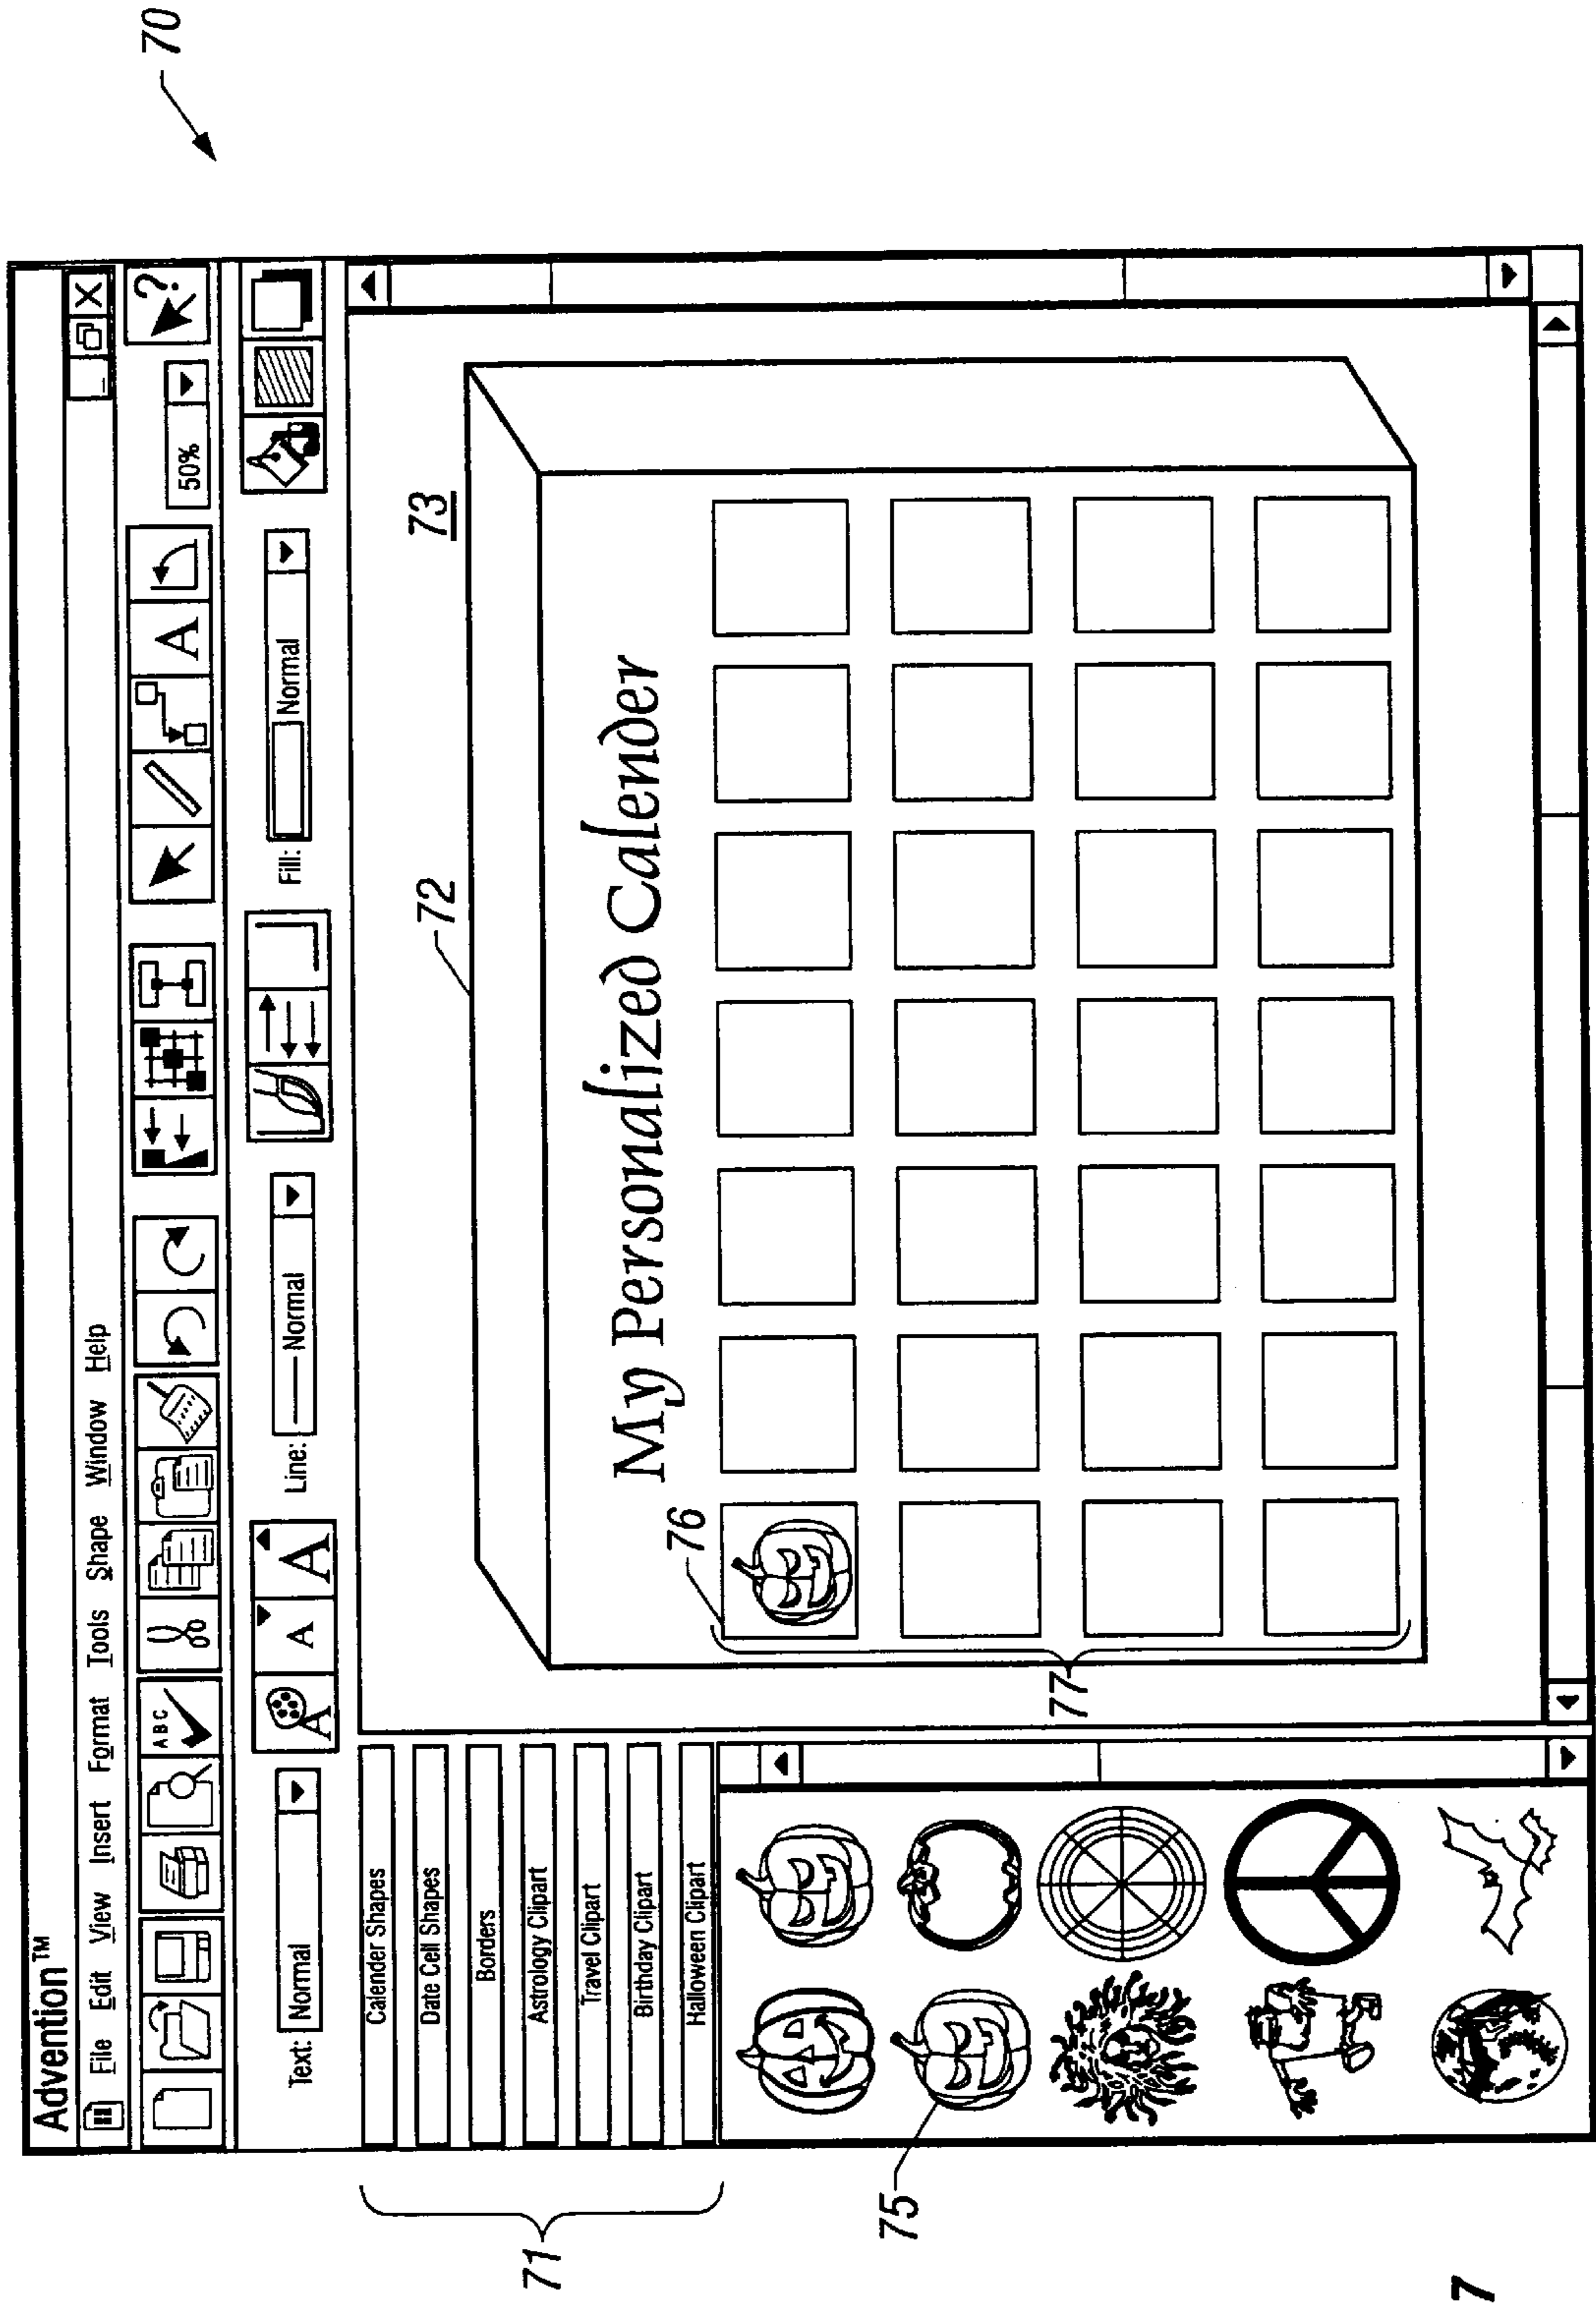 70
Advention™
File Edit View Insert Format Tools Shape Window Help
ABC
A
50%
?
Text: Normal
A A A
Line: Normal
Fill: Normal
71
Calender Shapes
Date Cell Shapes
Borders
Astrology Clipart
Travel Clipart
Birthday Clipart
Halloween Clipart
72
73
My Personalized Calender
76
77
75
7